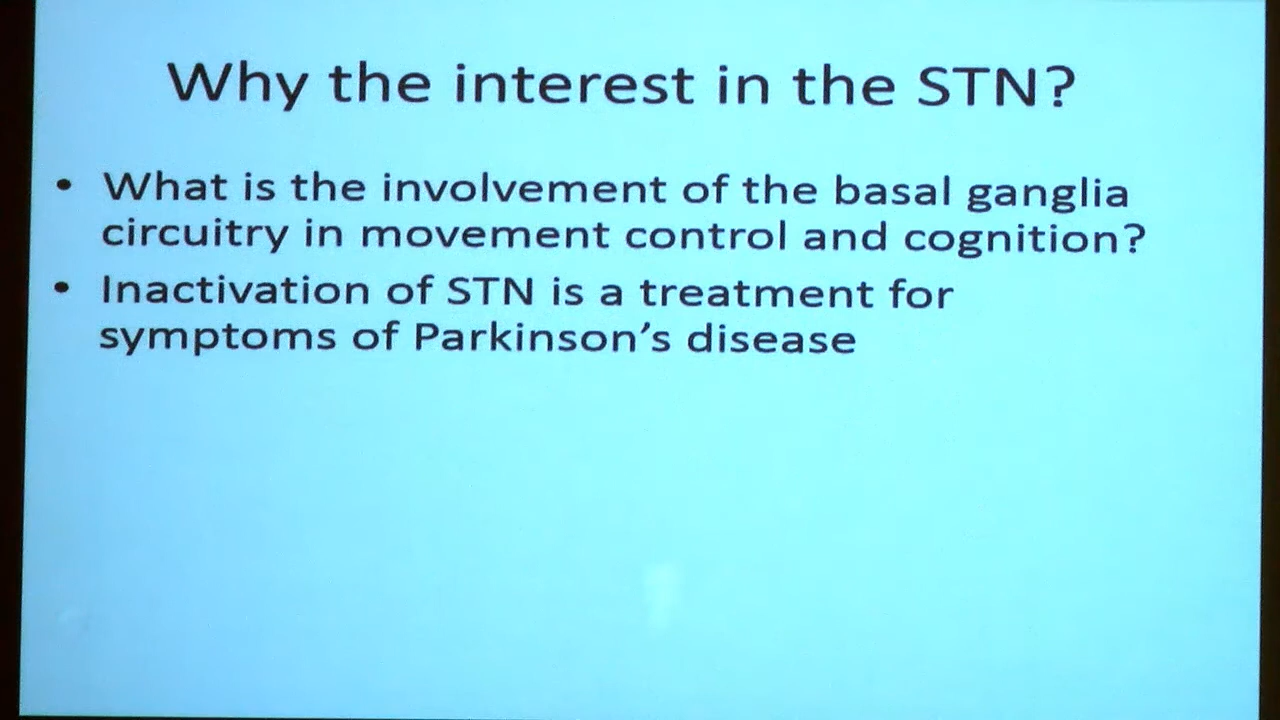 Why the interest in the STN?
• What is the involvement of the basal ganglia
circuitry in movement control and cognition?
• Inactivation of STN is a treatment for
symptoms of Parkinson's disease